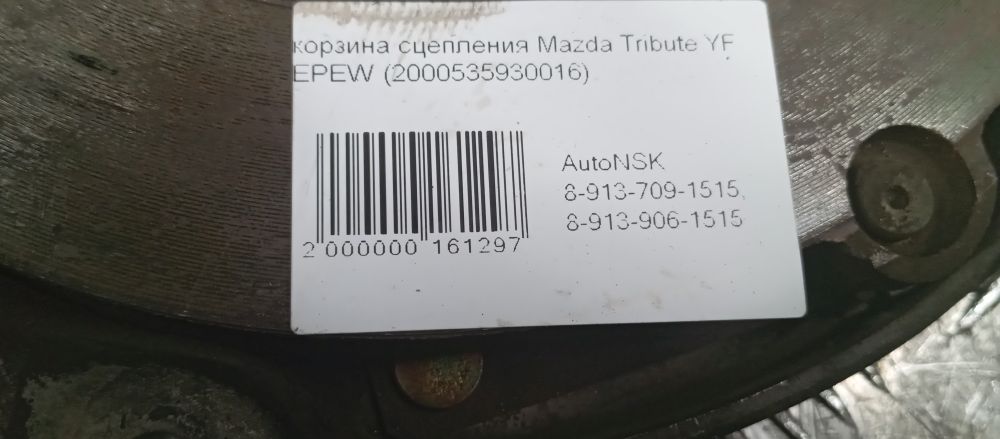 корзина сцепления Mazda Tribute YF
EPEW (2000535930016)
AutoNSK
8-913-709-1515,
8-913-906-1515
2 000000 161297